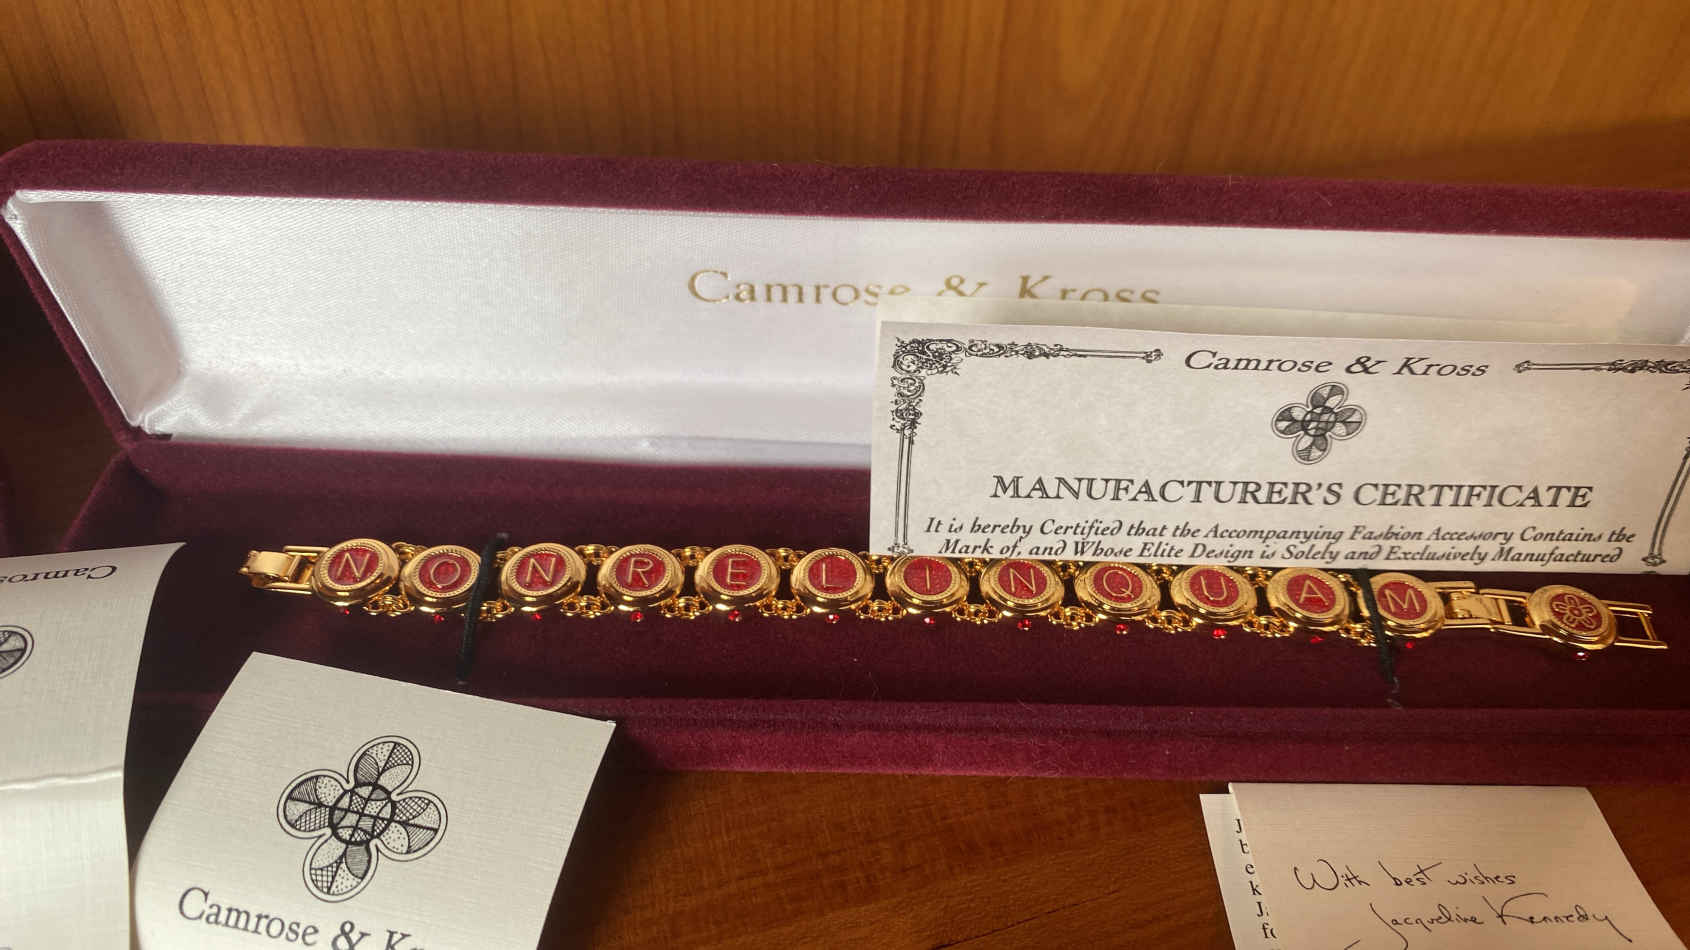 Camrose & Kross
Camrose & Kross
MANUFACTURER'S CERTIFICATE
It is hereby Certified that the Accompanying Fashion Accessory Contains the
Mark of, and Whose Elite Design is Solely and Exclusively Manufactured
NONRELINQUAM
Camrose &
With best wishes
Jacqueline Kennedy